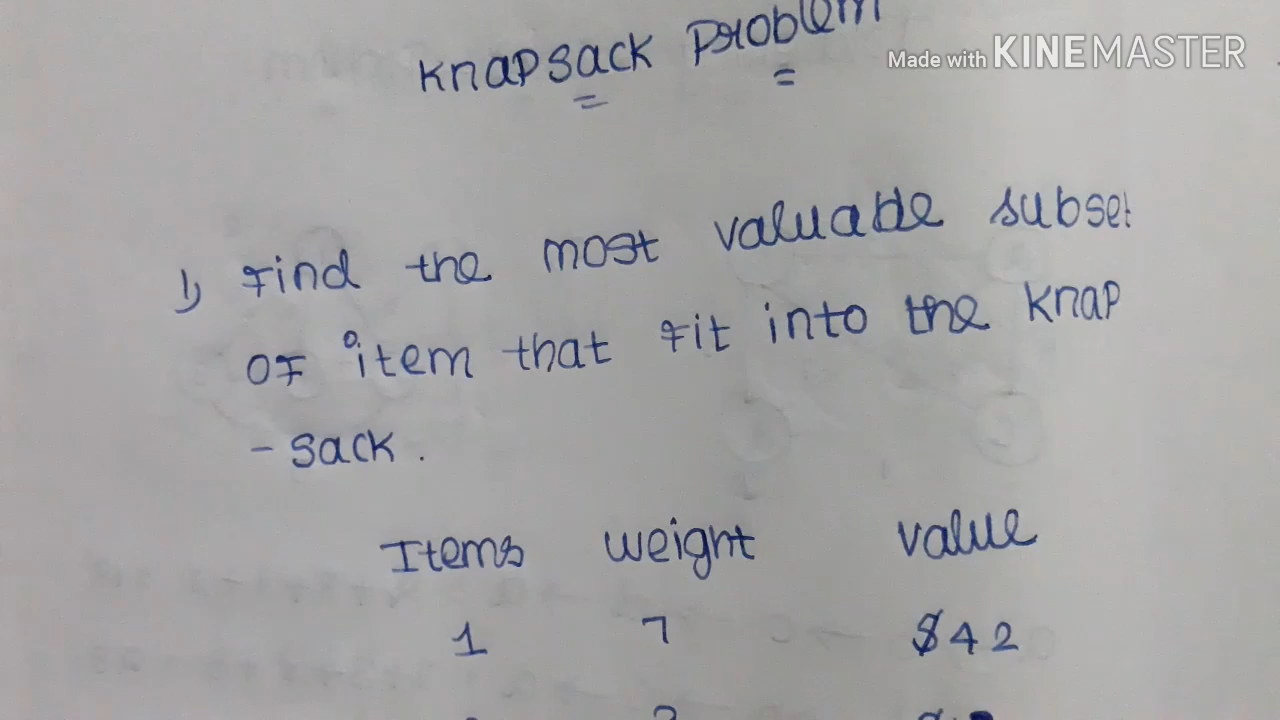 Knapsack Problem
Made with KINEMASTER
1) Find the most valuable subset
OF item that fit into the Knap
- sack.
Items weight value
1 7 $42